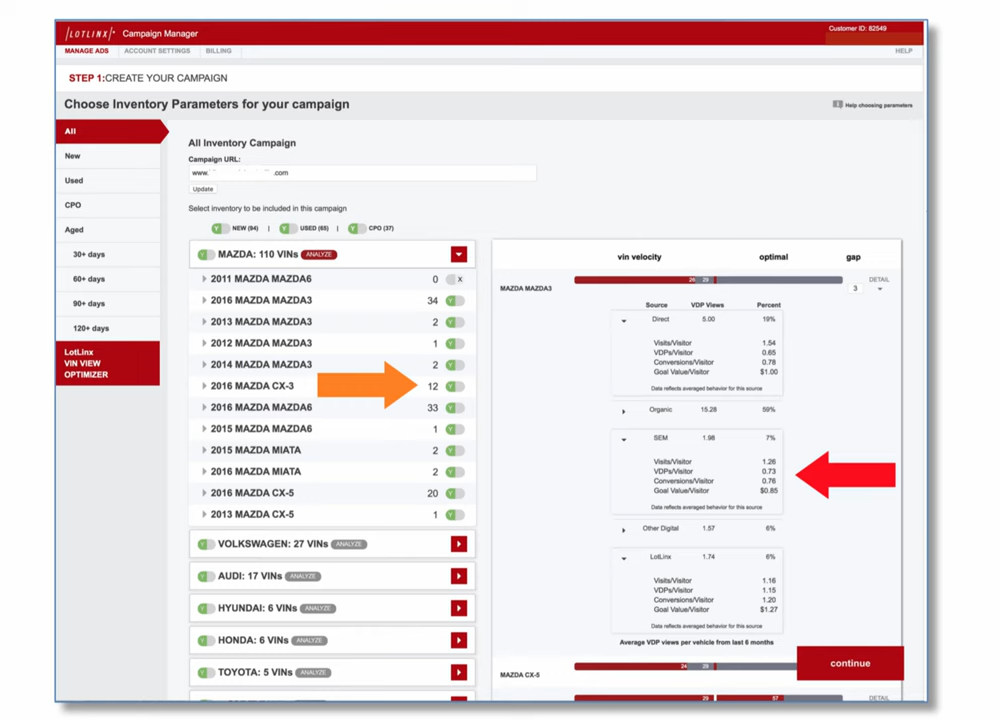 /LOTLINX/ Campaign Manager
Customer ID: 82549
MANAGE ADS ACCOUNT SETTINGS BILLING HELP
STEP 1:CREATE YOUR CAMPAIGN
Choose Inventory Parameters for your campaign
Help choosing parameters
All
New
Used
CPO
Aged
30+ days
60+ days
90+ days
120+ days
LotLinx
VIN VIEW
OPTIMIZER
All Inventory Campaign
Campaign URL:
www. .com
Update
Select inventory to be included in this campaign
Y NEW (94) | Y USED (65) | Y CPO (37)
Y MAZDA: 110 VINs ANALYZE
2011 MAZDA MAZDA6 0 X
2016 MAZDA MAZDA3 34 Y
2013 MAZDA MAZDA3 2 Y
2012 MAZDA MAZDA3 1 Y
2014 MAZDA MAZDA3 2 Y
2016 MAZDA CX-3 12 Y
2016 MAZDA MAZDA6 33 Y
2015 MAZDA MAZDA6 1 Y
2015 MAZDA MIATA 2 Y
2016 MAZDA MIATA 2 Y
2016 MAZDA CX-5 20 Y
2013 MAZDA CX-5 1 Y
Y VOLKSWAGEN: 27 VINs ANALYZE
Y AUDI: 17 VINs ANALYZE
Y HYUNDAI: 6 VINs ANALYZE
Y HONDA: 6 VINs ANALYZE
Y TOYOTA: 5 VINs ANALYZE
vin velocity optimal gap
MAZDA MAZDA3 26 29 3 DETAIL
Source VDP Views Percent
Direct 5.00 19%
Visits/Visitor 1.54
VDPs/Visitor 0.65
Conversions/Visitor 0.78
Goal Value/Visitor $1.00
Data reflects averaged behavior for this source
Organic 15.28 59%
SEM 1.98 7%
Visits/Visitor 1.26
VDPs/Visitor 0.73
Conversions/Visitor 0.76
Goal Value/Visitor $0.85
Data reflects averaged behavior for this source
Other Digital 1.57 6%
LotLinx 1.74 6%
Visits/Visitor 1.16
VDPs/Visitor 1.15
Conversions/Visitor 1.20
Goal Value/Visitor $1.27
Data reflects averaged behavior for this source
Average VDP views per vehicle from last 6 months
MAZDA CX-5 24 29
continue
29 57 DETAIL